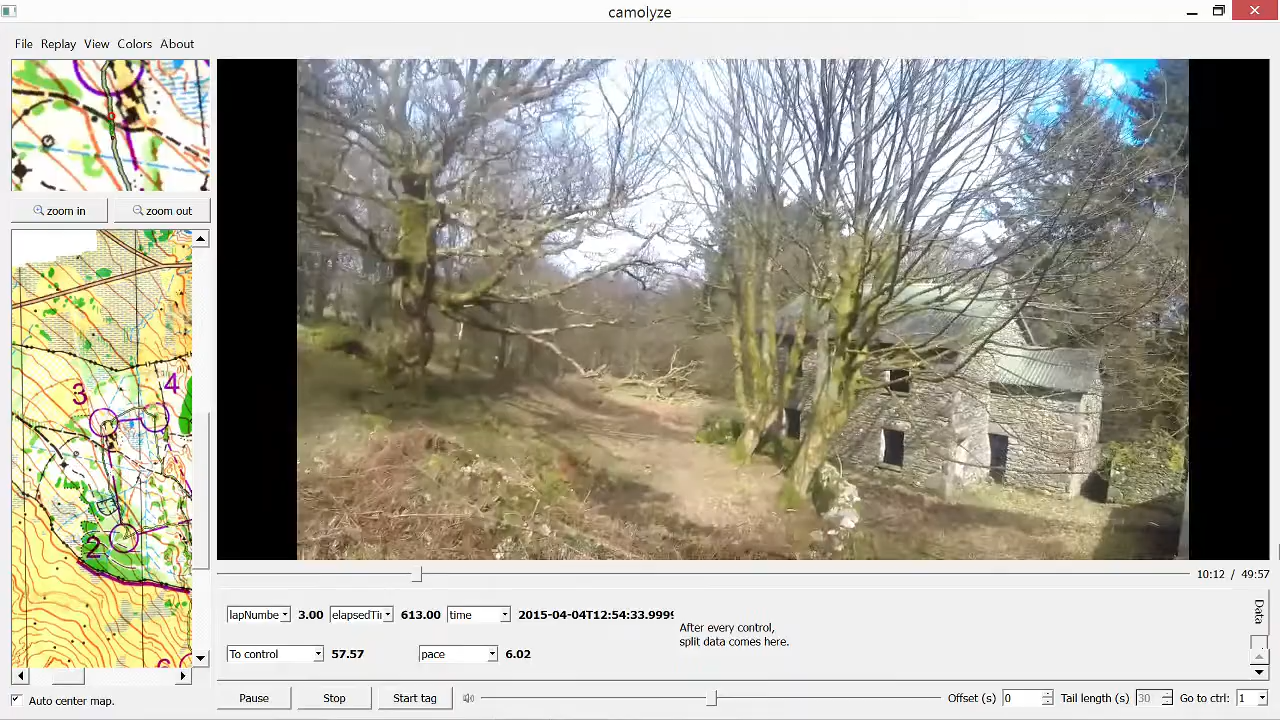 camolyze
File Replay View Colors About
zoom in zoom out
3
4
2
6
10:12 / 49:57
lapNumbe 3.00 elapsedTi 613.00 time 2015-04-04T12:54:33.999
To control 57.57 pace 6.02
After every control,
split data comes here.
Data
Auto center map.
Pause Stop Start tag
Offset (s) 0 Tail length (s) 30 Go to ctrl: 1